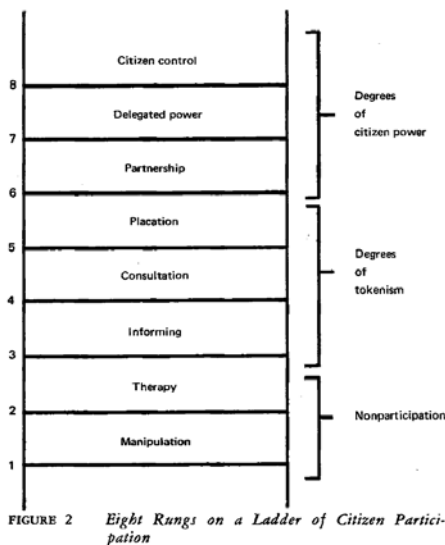 Citizen control
8
Delegated power
7
Partnership
6
Placation
5
Consultation
4
Informing
3
Therapy
2
Manipulation
1
Degrees
of
citizen power
Degrees
of
tokenism
Nonparticipation
FIGURE 2 Eight Rungs on a Ladder of Citizen Partici-
pation